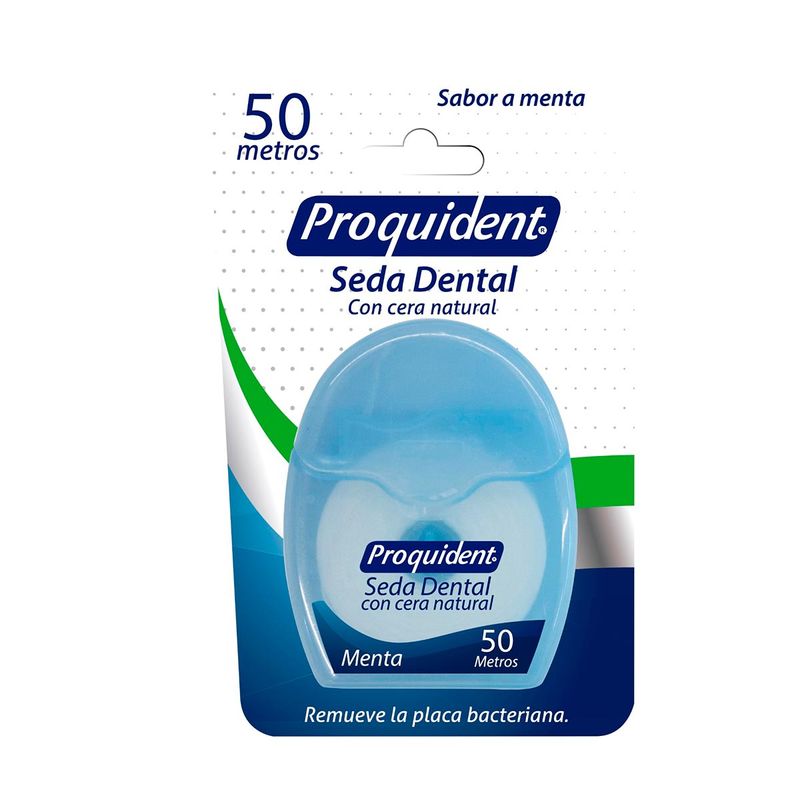 50
metros
Sabor a menta
Proquident®
Seda Dental
Con cera natural
Proquident®
Seda Dental
con cera natural
Menta
50
Metros
Remueve la placa bacteriana.